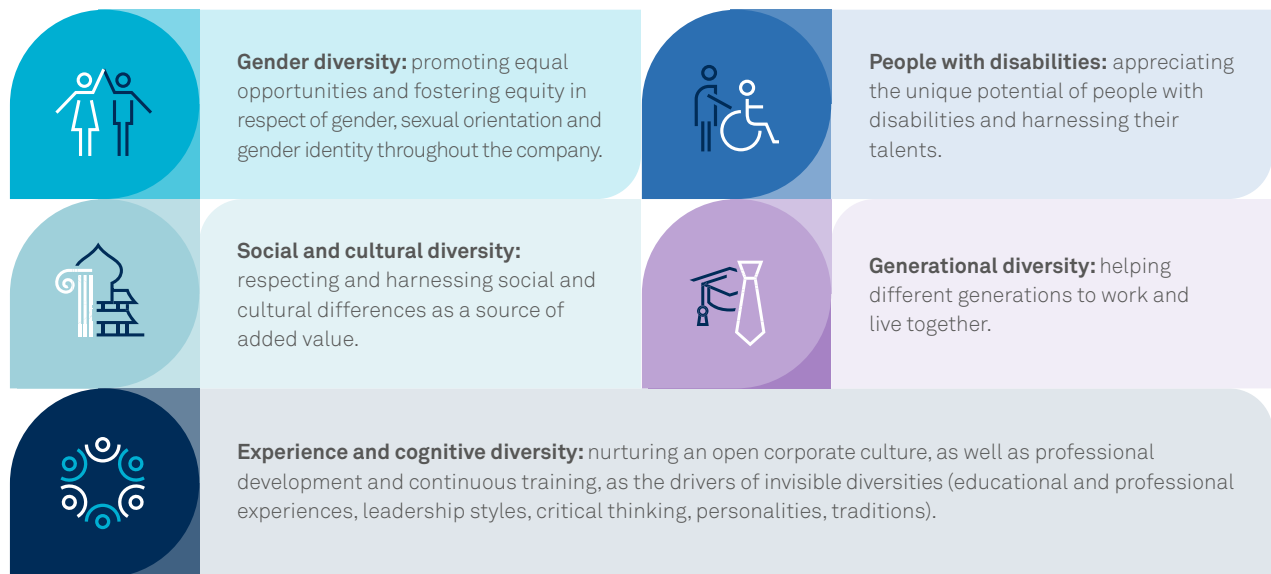 Gender diversity: promoting equal
opportunities and fostering equity in
respect of gender, sexual orientation and
gender identity throughout the company.
People with disabilities: appreciating
the unique potential of people with
disabilities and harnessing their
talents.
Social and cultural diversity:
respecting and harnessing social and
cultural differences as a source of
added value.
Generational diversity: helping
different generations to work and
live together.
Experience and cognitive diversity: nurturing an open corporate culture, as well as professional
development and continuous training, as the drivers of invisible diversities (educational and professional
experiences, leadership styles, critical thinking, personalities, traditions).